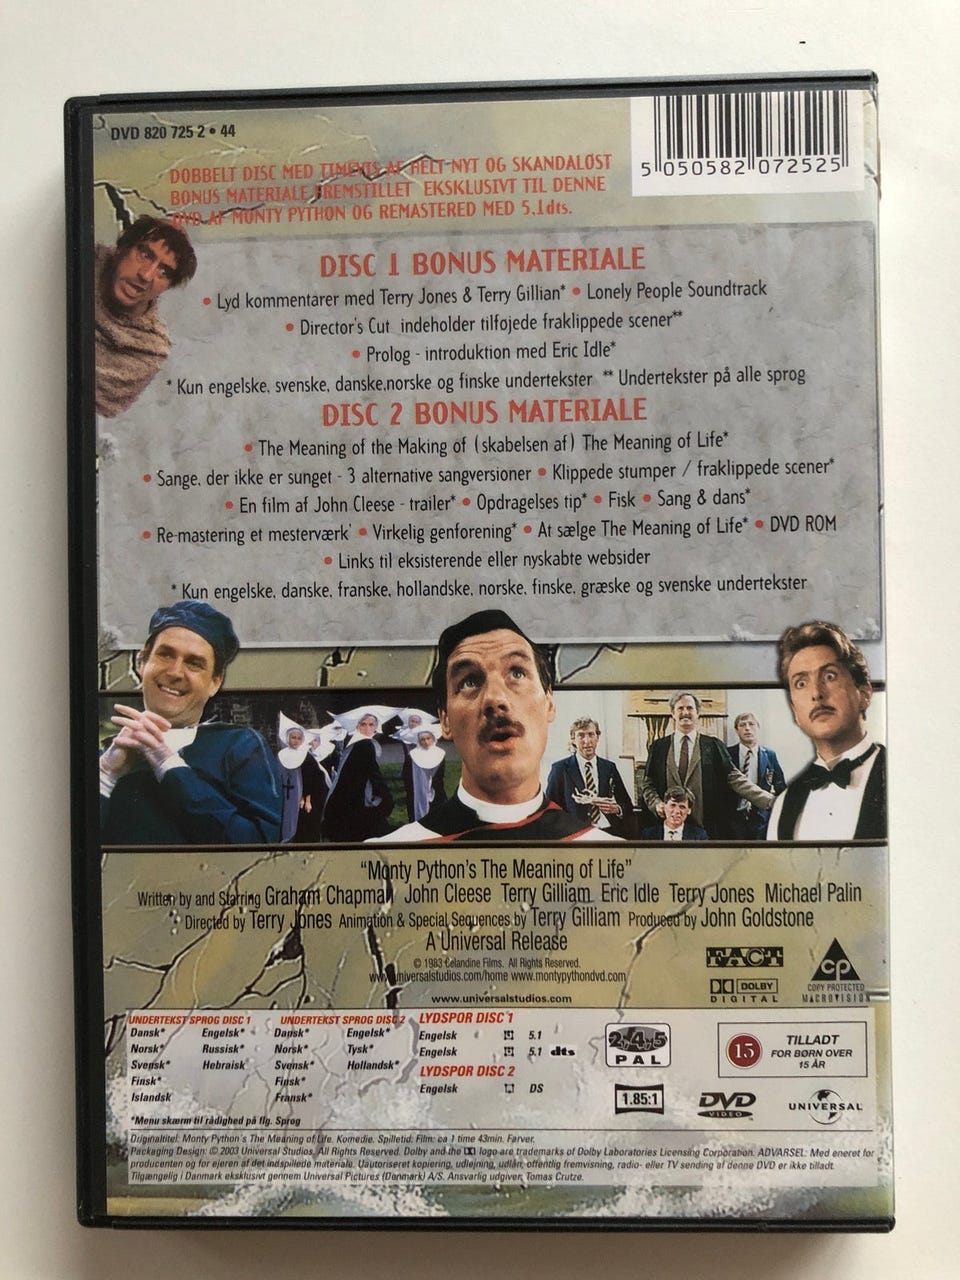 DVD 820 725 2 • 44
5 050582 072525
DOBBELT DISC MED TIMEVIS AF HELT NYT OG SKANDALØST
BONUS MATERIALE FREMSTILLET EKSKLUSIVT TIL DENNE
DVD AF MONTY PYTHON OG REMASTERED MED 5.1dts.
DISC 1 BONUS MATERIALE
• Lyd kommentarer med Terry Jones & Terry Gillian* • Lonely People Soundtrack
• Director's Cut indeholder tilføjede fraklippede scener**
• Prolog - introduktion med Eric Idle*
* Kun engelske, svenske, danske,norske og finske undertekster ** Undertekster på alle sprog
DISC 2 BONUS MATERIALE
• The Meaning of the Making of (skabelsen af) The Meaning of Life*
• Sange, der ikke er sunget - 3 alternative sangversioner • Klippede stumper / fraklippede scener*
• En film af John Cleese - trailer* • Opdragelses tip* • Fisk • Sang & dans*
• Re-mastering et mesterværk' • Virkelig genforening* • At sælge The Meaning of Life* • DVD ROM
• Links til eksisterende eller nyskabte websider
* Kun engelske, danske, franske, hollandske, norske, finske, græske og svenske undertekster
"Monty Python's The Meaning of Life"
Written by and Starring Graham Chapman John Cleese Terry Gilliam Eric Idle Terry Jones Michael Palin
Directed by Terry Jones Animation & Special Sequences by Terry Gilliam Produced by John Goldstone
A Universal Release
© 1983 Celandine Films. All Rights Reserved.
www.universalstudios.com/home www.montypythondvd.com
www.universalstudios.com
FACT
DOLBY
DIGITAL
CP
COPY PROTECTED
MACROVISION
UNDERTEKST SPROG DISC 1
Dansk* Engelsk*
Norsk* Russisk*
Svensk* Hebraisk
Finsk*
Islandsk
UNDERTEKST SPROG DISC 2
Dansk* Engelsk*
Norsk* Tysk*
Svensk* Hollandsk*
Finsk*
Fransk*
*Menu skærm til rådighed på flg. Sprog
LYDSPOR DISC 1
Engelsk 5.1
Engelsk 5.1 dts
LYDSPOR DISC 2
Engelsk DS
2 4 5
PAL
1.85:1
15
TILLADT
FOR BØRN OVER
15 ÅR
DVD
VIDEO
UNIVERSAL
Originaltitel: Monty Python's The Meaning of Life. Komedie. Spilletid: Film: ca 1 time 43min. Farver.
Packaging Design: © 2003 Universal Studios. All Rights Reserved. Dolby and the logo are trademarks of Dolby Laboratories Licensing Corporation. ADVARSEL: Med eneret for
producenten og for ejeren af det indspillede materiale. Uautoriseret kopiering, udlejning, udlån, offentlig fremvisning, radio- eller TV sending af denne DVD er ikke tilladt.
Tilgængelig i Danmark eksklusivt gennem Universal Pictures (Denmark) A/S. Ansvarlig udgiver, Tomas Crutze.